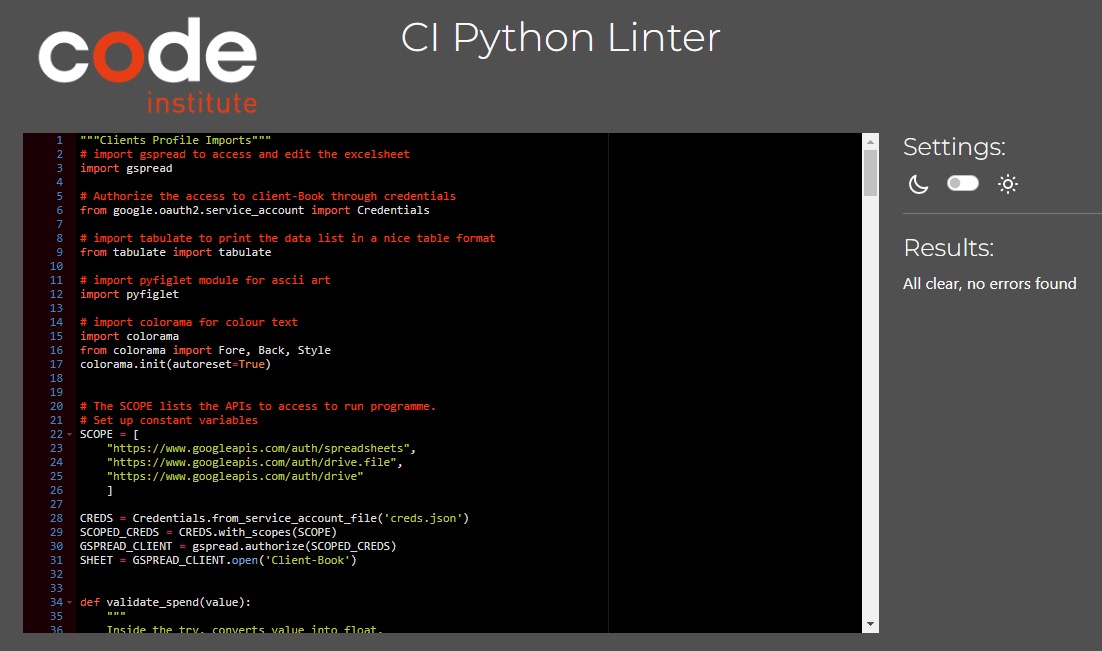 code
institute
CI Python Linter
1 """Clients Profile Imports"""
2 # import gspread to access and edit the excelsheet
3 import gspread
4
5 # Authorize the access to client-Book through credentials
6 from google.oauth2.service_account import Credentials
7
8 # import tabulate to print the data list in a nice table format
9 from tabulate import tabulate
10
11 # import pyfiglet module for ascii art
12 import pyfiglet
13
14 # import colorama for colour text
15 import colorama
16 from colorama import Fore, Back, Style
17 colorama.init(autoreset=True)
18
19
20 # The SCOPE lists the APIs to access to run programme.
21 # Set up constant variables
22 SCOPE = [
23     "https://www.googleapis.com/auth/spreadsheets",
24     "https://www.googleapis.com/auth/drive.file",
25     "https://www.googleapis.com/auth/drive"
26     ]
27
28 CREDS = Credentials.from_service_account_file('creds.json')
29 SCOPED_CREDS = CREDS.with_scopes(SCOPE)
30 GSPREAD_CLIENT = gspread.authorize(SCOPED_CREDS)
31 SHEET = GSPREAD_CLIENT.open('Client-Book')
32
33
34 def validate_spend(value):
35     """
36     Inside the try, converts value into float.
Settings:
Results:
All clear, no errors found